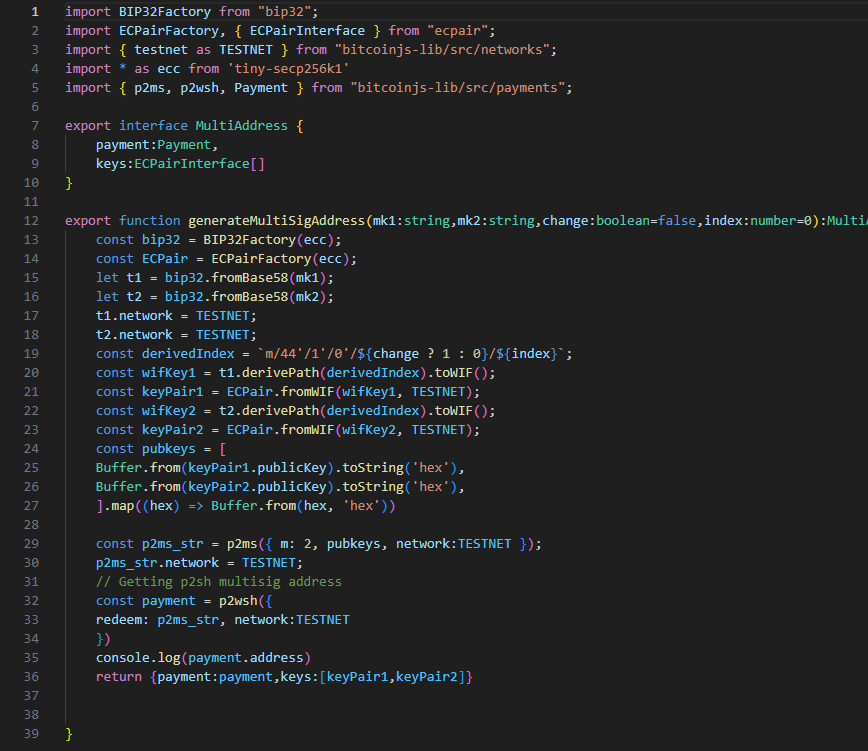 1 import BIP32Factory from "bip32";
2 import ECPairFactory, { ECPairInterface } from "ecpair";
3 import { testnet as TESTNET } from "bitcoinjs-lib/src/networks";
4 import * as ecc from 'tiny-secp256k1'
5 import { p2ms, p2wsh, Payment } from "bitcoinjs-lib/src/payments";
6
7 export interface MultiAddress {
8     payment:Payment,
9     keys:ECPairInterface[]
10 }
11
12 export function generateMultiSigAddress(mk1:string,mk2:string,change:boolean=false,index:number=0):Multi
13     const bip32 = BIP32Factory(ecc);
14     const ECPair = ECPairFactory(ecc);
15     let t1 = bip32.fromBase58(mk1);
16     let t2 = bip32.fromBase58(mk2);
17     t1.network = TESTNET;
18     t2.network = TESTNET;
19     const derivedIndex = `m/44'/1'/0'/${change ? 1 : 0}/${index}`;
20     const wifKey1 = t1.derivePath(derivedIndex).toWIF();
21     const keyPair1 = ECPair.fromWIF(wifKey1, TESTNET);
22     const wifKey2 = t2.derivePath(derivedIndex).toWIF();
23     const keyPair2 = ECPair.fromWIF(wifKey2, TESTNET);
24     const pubkeys = [
25     Buffer.from(keyPair1.publicKey).toString('hex'),
26     Buffer.from(keyPair2.publicKey).toString('hex'),
27     ].map((hex) => Buffer.from(hex, 'hex'))
28
29     const p2ms_str = p2ms({ m: 2, pubkeys, network:TESTNET });
30     p2ms_str.network = TESTNET;
31     // Getting p2sh multisig address
32     const payment = p2wsh({
33     redeem: p2ms_str, network:TESTNET
34     })
35     console.log(payment.address)
36     return {payment:payment,keys:[keyPair1,keyPair2]}
37
38
39 }